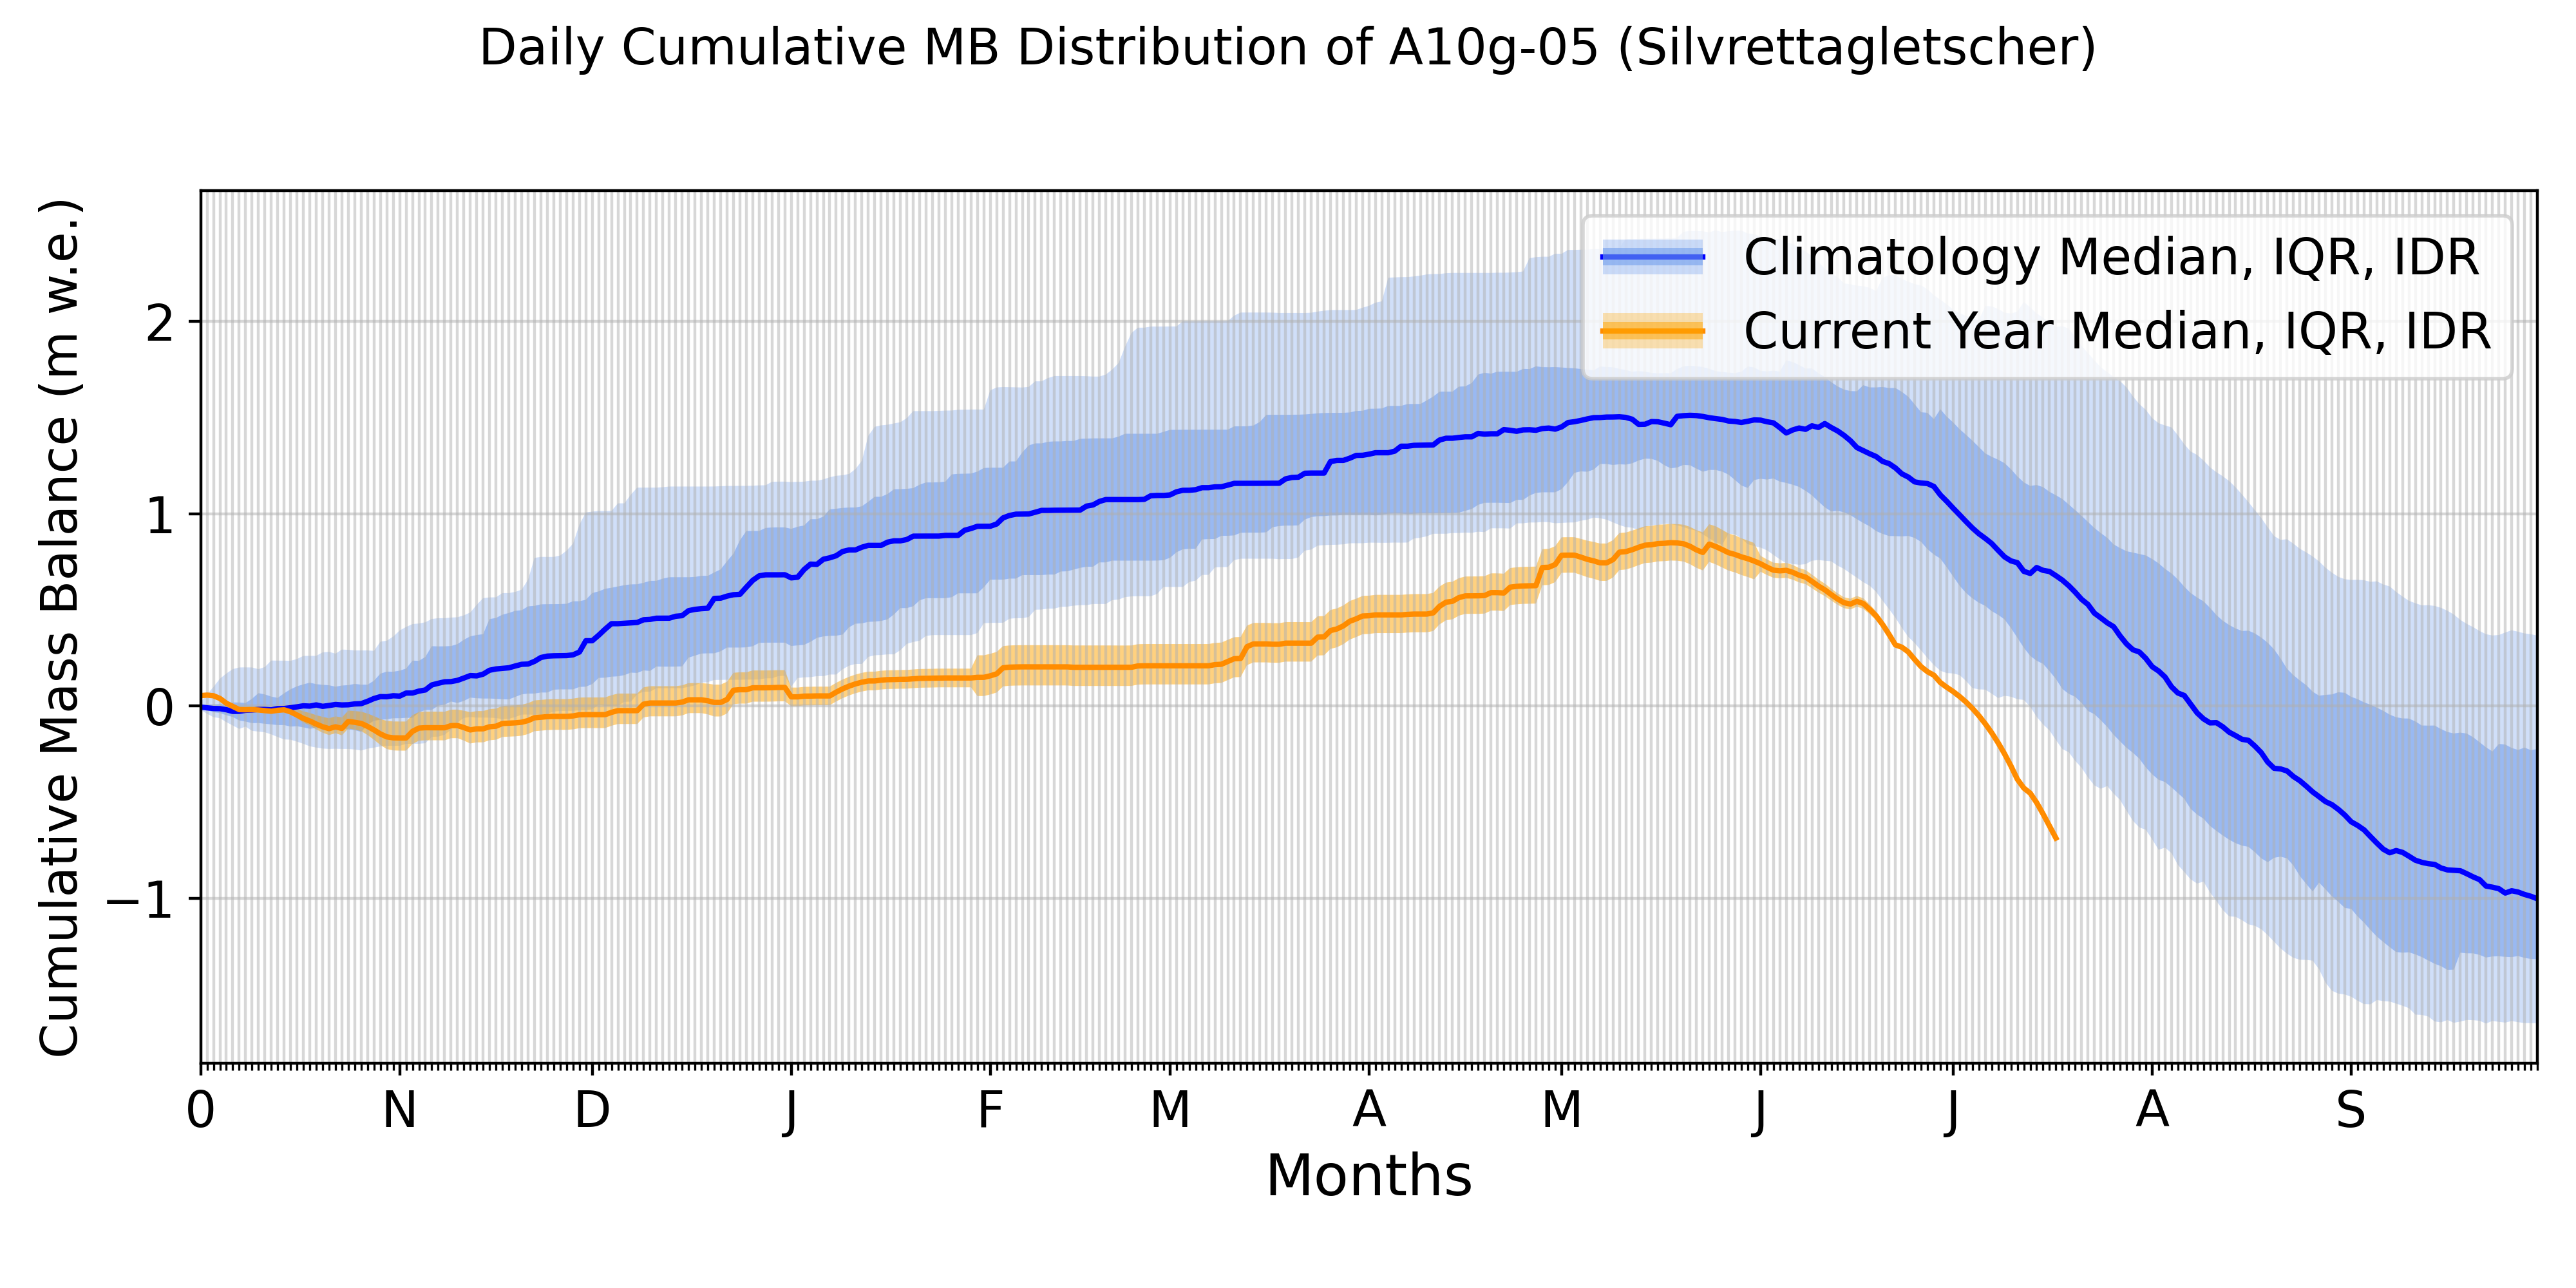 Daily Cumulative MB Distribution of A10g-05 (Silvrettagletscher)
Cumulative Mass Balance (m w.e.)
2
1
0
−1
Climatology Median, IQR, IDR
Current Year Median, IQR, IDR
0 N D J F M A M J J A S
Months